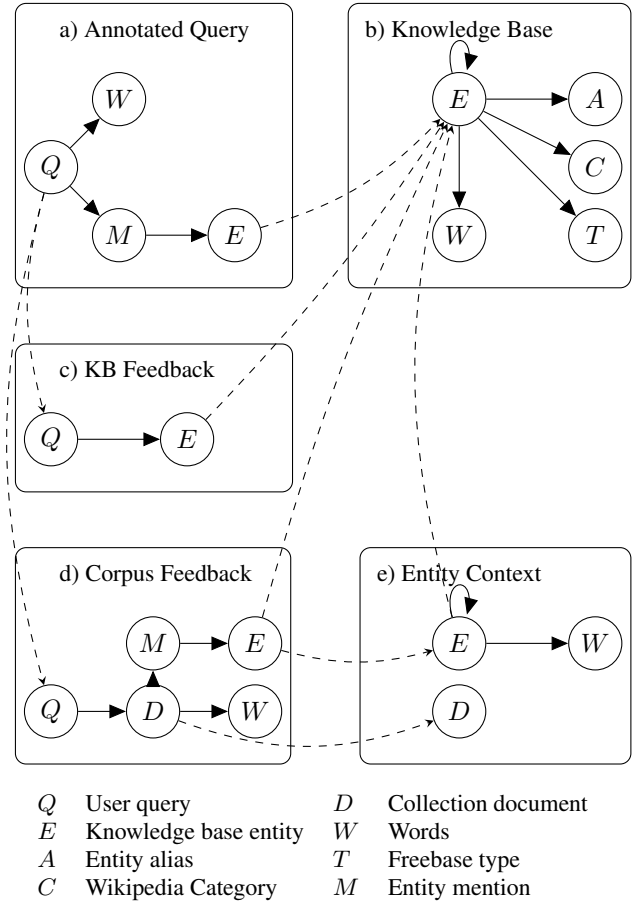 a) Annotated Query
W
Q
M
E
b) Knowledge Base
E
A
C
W
T
c) KB Feedback
Q
E
d) Corpus Feedback
M
E
Q
D
W
e) Entity Context
E
W
D
Q User query
D Collection document
E Knowledge base entity
W Words
A Entity alias
T Freebase type
C Wikipedia Category
M Entity mention